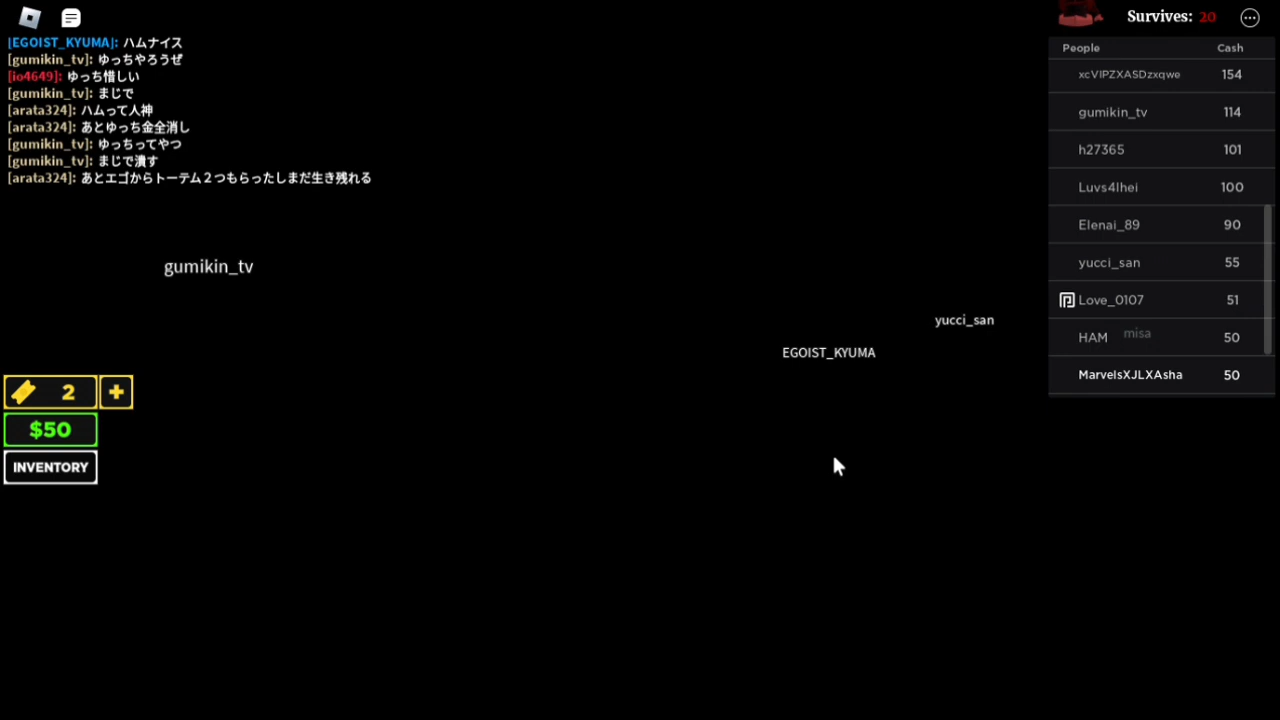 Survives: 20
[EGOIST_KYUMA]: ハムナイス
[gumikin_tv]: ゆっちやろうぜ
[io4649]: ゆっち惜しい
[gumikin_tv]: まじで
[arata324]: ハムって人神
[arata324]: あとゆっち金全消し
[gumikin_tv]: ゆっちってやつ
[gumikin_tv]: まじで潰す
[arata324]: あとエゴからトーテム２つもらったしまだ生き残れる
People Cash
xcVIPZXASDzxqwe 154
gumikin_tv 114
h27365 101
Luvs4lhei 100
Elenai_89 90
yucci_san 55
Love_0107 51
HAM 50
misa
MarvelsXJLXAsha 50
gumikin_tv
yucci_san
EGOIST_KYUMA
2 +
$50
INVENTORY